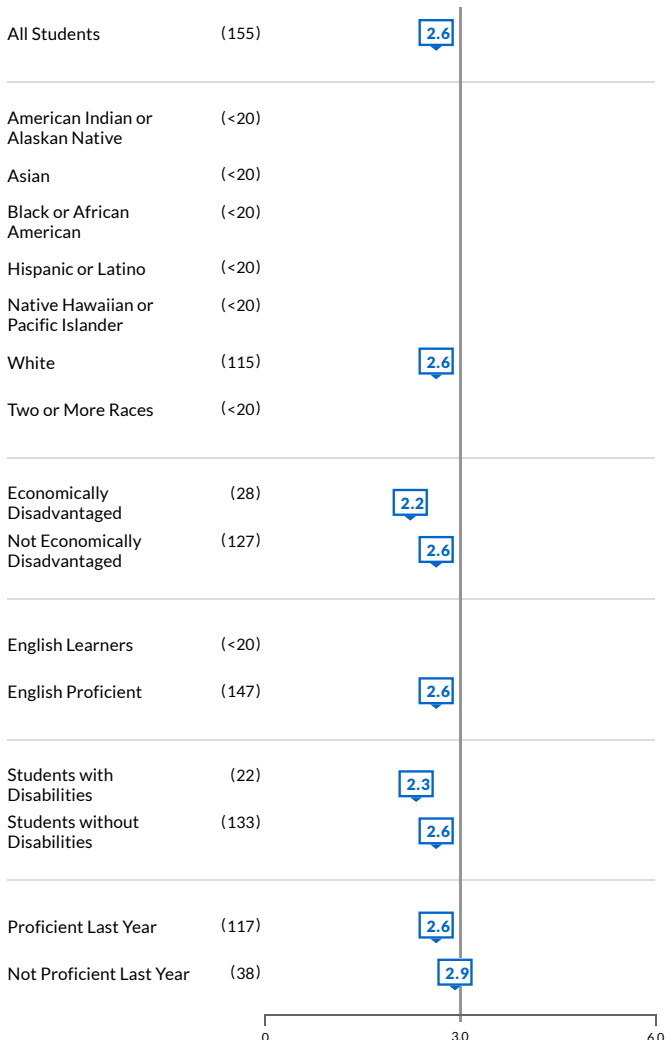 All Students (155) 2.6
American Indian or (<20)
Alaskan Native
Asian (<20)
Black or African (<20)
American
Hispanic or Latino (<20)
Native Hawaiian or (<20)
Pacific Islander
White (115) 2.6
Two or More Races (<20)
Economically (28) 2.2
Disadvantaged
Not Economically (127) 2.6
Disadvantaged
English Learners (<20)
English Proficient (147) 2.6
Students with (22) 2.3
Disabilities
Students without (133) 2.6
Disabilities
Proficient Last Year (117) 2.6
Not Proficient Last Year (38) 2.9
0 3.0 6.0